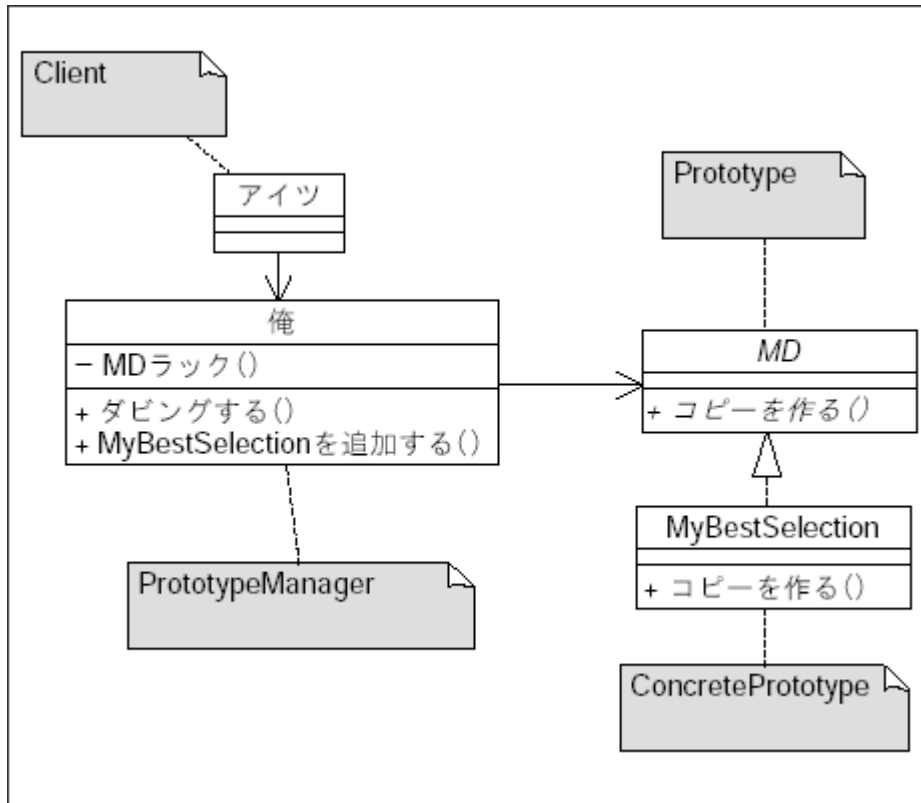 Client
アイツ
俺
− MDラック()
+ ダビングする()
+ MyBestSelectionを追加する()
PrototypeManager
Prototype
MD
+ コピーを作る()
MyBestSelection
+ コピーを作る()
ConcretePrototype